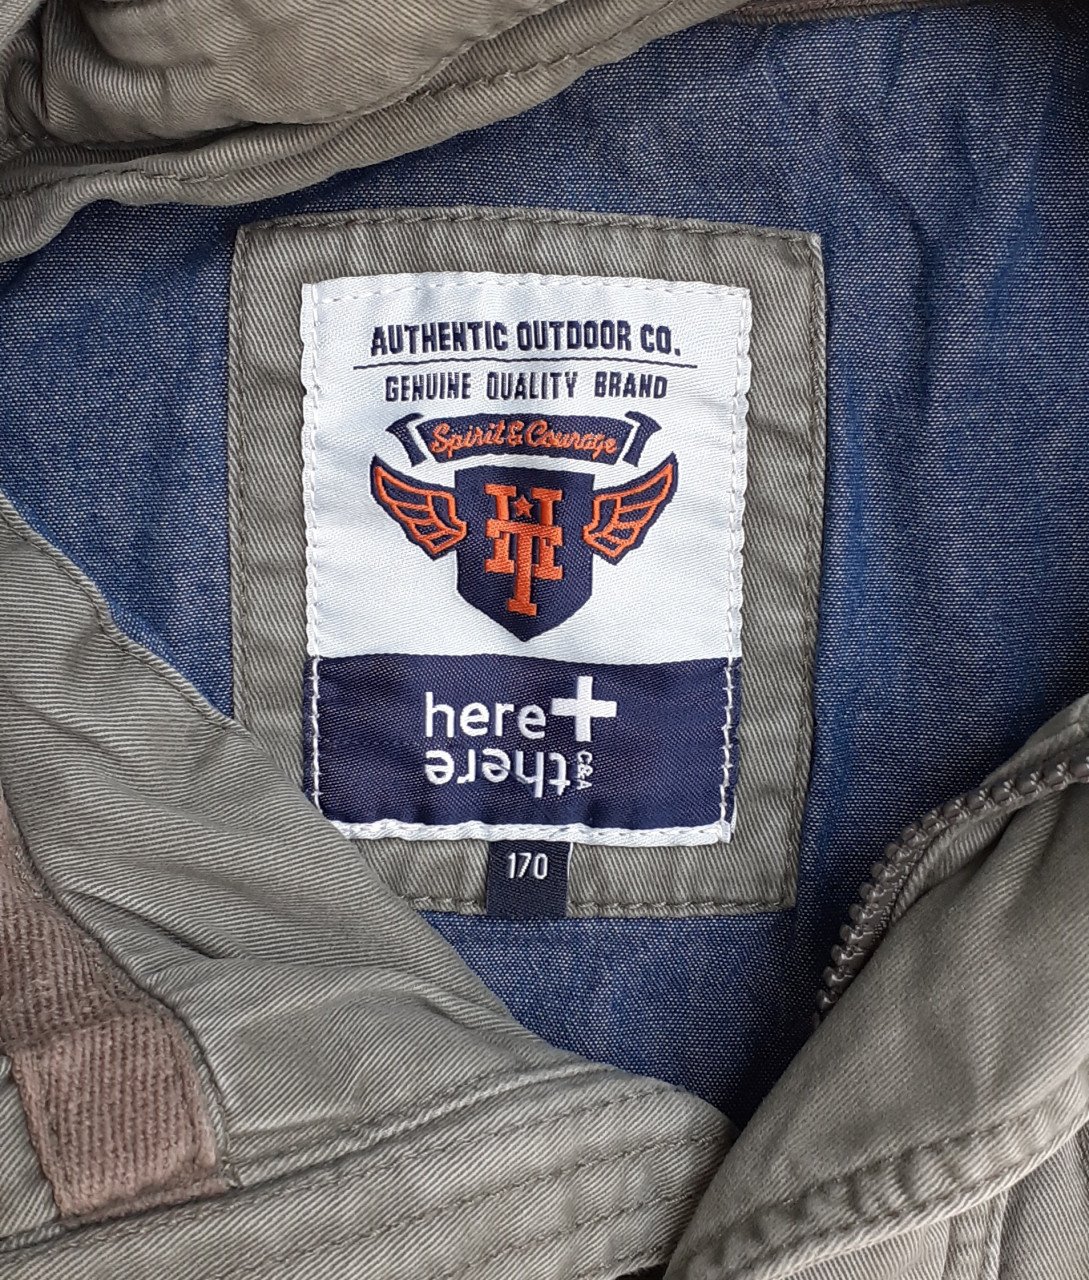 AUTHENTIC OUTDOOR CO.
GENUINE QUALITY BRAND
Spirit & Courage
HT
here+
there
C&A
170